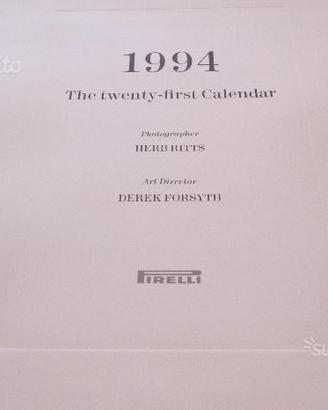 1994
The twenty-first Calendar
Photographer
HERB RITTS
Art Director
DEREK FORSYTH
PIRELLI